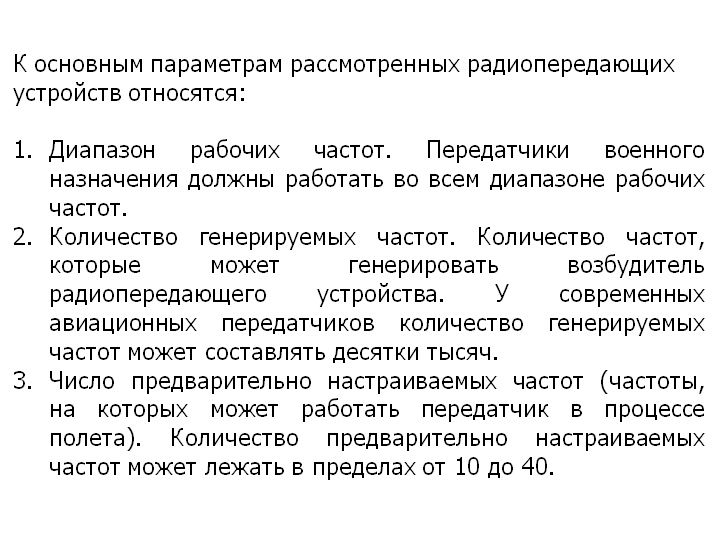 К основным параметрам рассмотренных радиопередающих
устройств относятся:
1. Диапазон рабочих частот. Передатчики военного
назначения должны работать во всем диапазоне рабочих
частот.
2. Количество генерируемых частот. Количество частот,
которые может генерировать возбудитель
радиопередающего устройства. У современных
авиационных передатчиков количество генерируемых
частот может составлять десятки тысяч.
3. Число предварительно настраиваемых частот (частоты,
на которых может работать передатчик в процессе
полета). Количество предварительно настраиваемых
частот может лежать в пределах от 10 до 40.